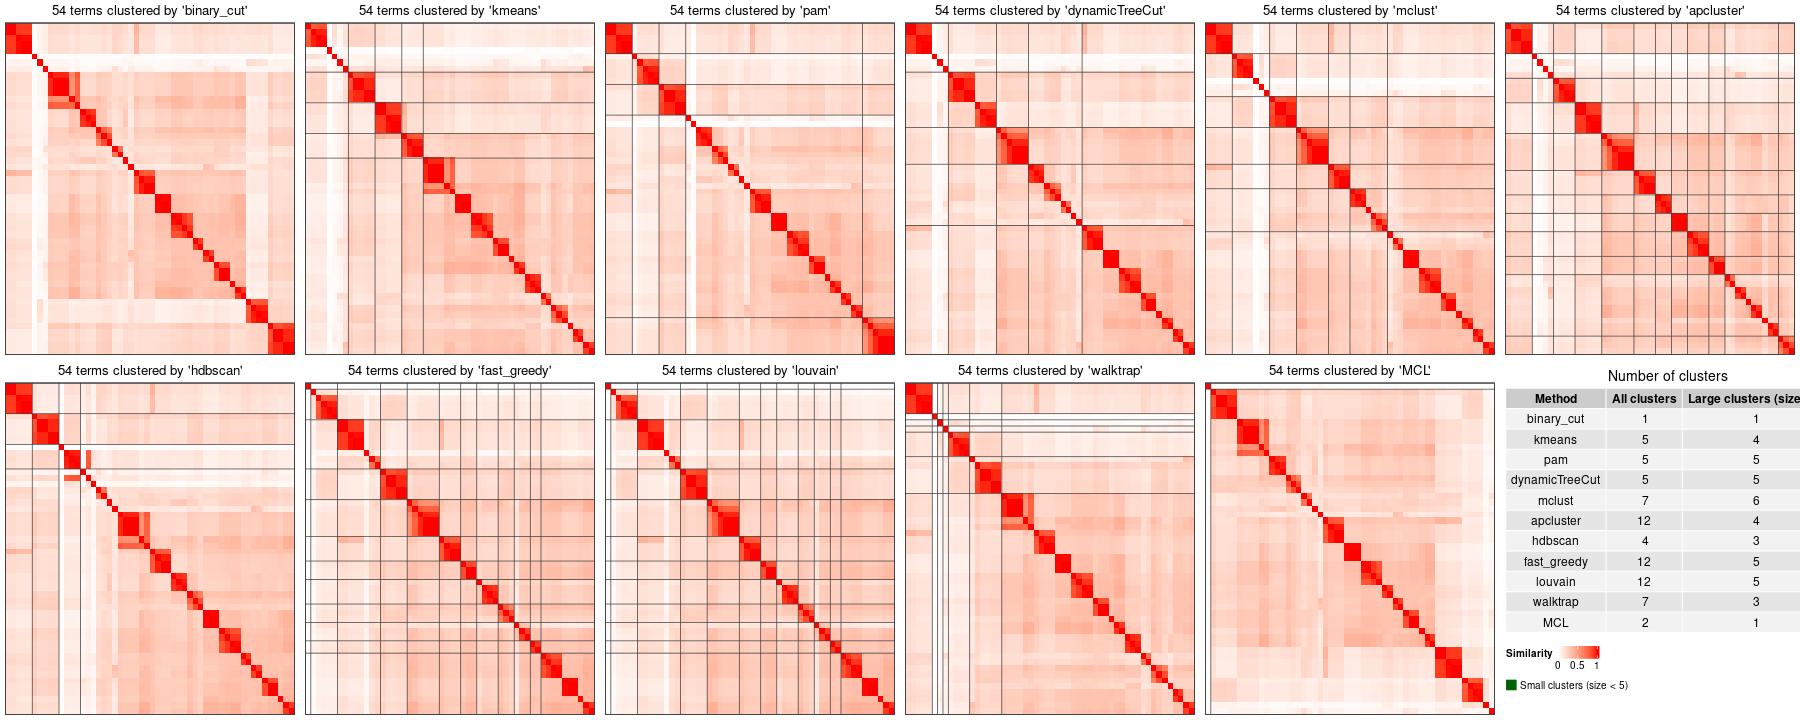 54 terms clustered by 'binary_cut'
54 terms clustered by 'kmeans'
54 terms clustered by 'pam'
54 terms clustered by 'dynamicTreeCut'
54 terms clustered by 'mclust'
54 terms clustered by 'apcluster'
54 terms clustered by 'hdbscan'
54 terms clustered by 'fast_greedy'
54 terms clustered by 'louvain'
54 terms clustered by 'walktrap'
54 terms clustered by 'MCL'
Number of clusters
Method All clusters Large clusters (size
binary_cut 1 1
kmeans 5 4
pam 5 5
dynamicTreeCut 5 5
mclust 7 6
apcluster 12 4
hdbscan 4 3
fast_greedy 12 5
louvain 12 5
walktrap 7 3
MCL 2 1
Similarity
0 0.5 1
Small clusters (size < 5)